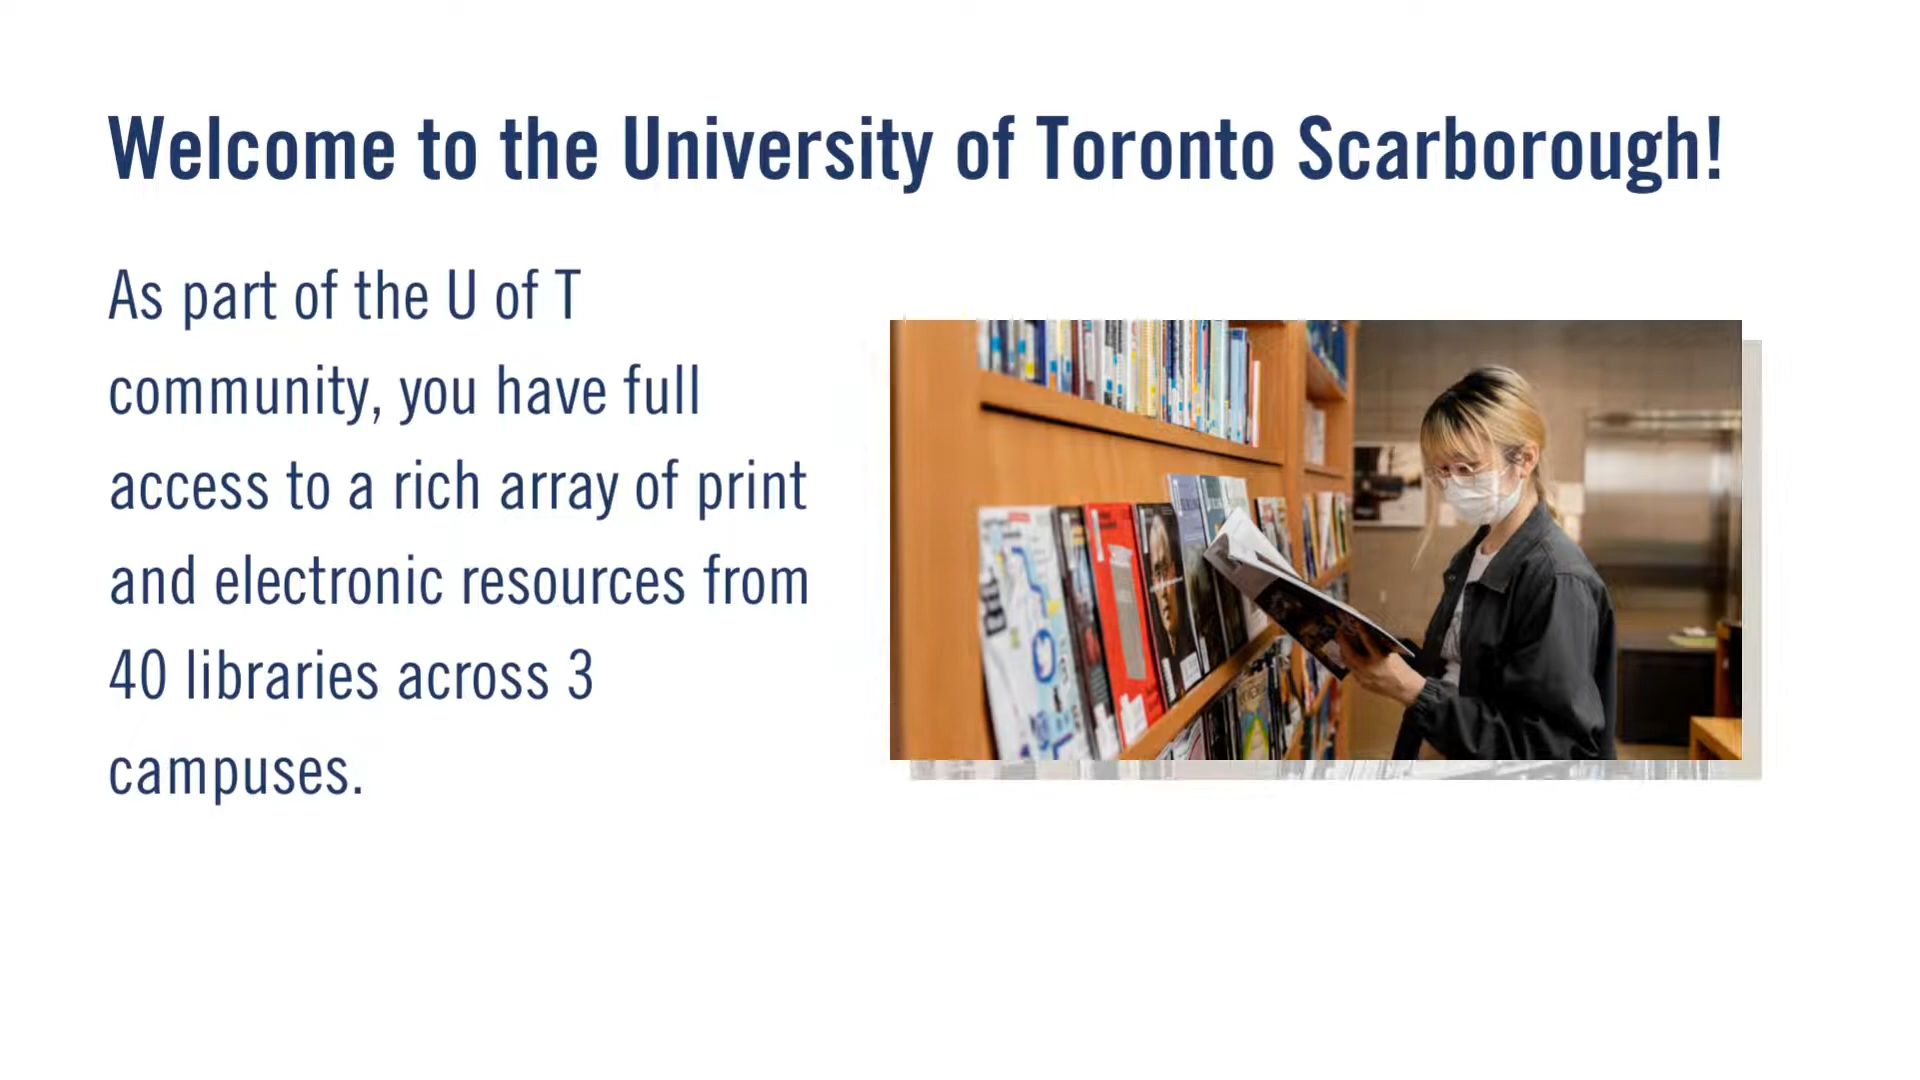 Welcome to the University of Toronto Scarborough!
As part of the U of T
community, you have full
access to a rich array of print
and electronic resources from
40 libraries across 3
campuses.